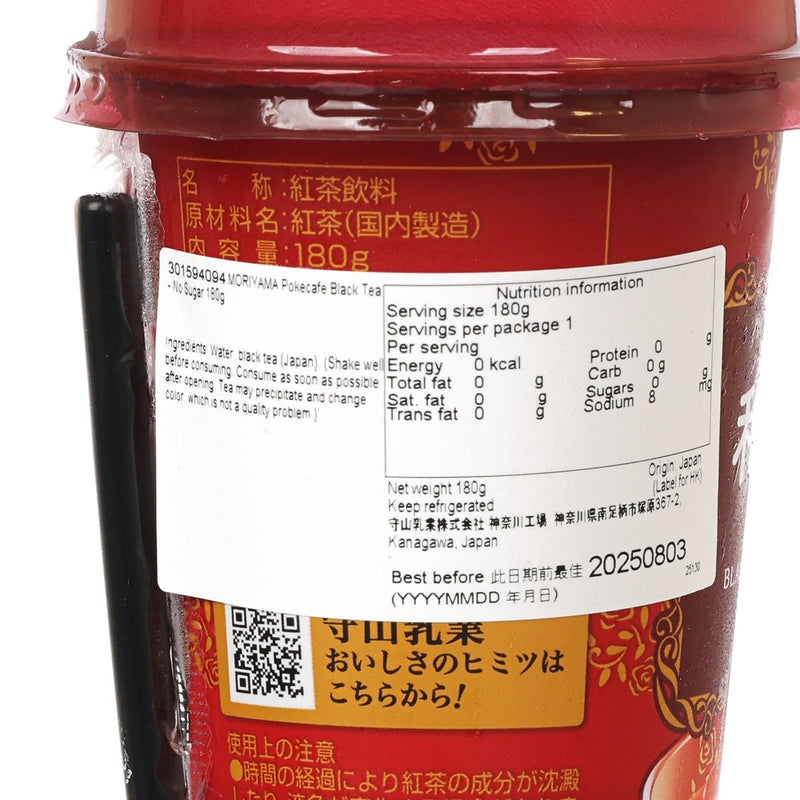 名 称:紅茶飲料
原材料名:紅茶(国内製造)
内容量:180g
301594094 MORIYAMA Pokecafe Black Tea
- No Sugar 180g
Ingredients: Water, black tea (Japan) (Shake well
before consuming. Consume as soon as possible
after opening. Tea may precipitate and change
color, which is not a quality problem.)
Nutrition information
Serving size 180g
Servings per package 1
Per serving
Energy 0 kcal
Total fat 0 g
Sat. fat 0 g
Trans fat 0 g
Protein 0 g
Carb 0 g
Sugars 0 g
Sodium 8 mg
Net weight 180g
Origin: Japan
(Label for HK)
Keep refrigerated
守山乳業株式会社 神奈川工場 神奈川県南足柄市塚原367-2,
Kanagawa, Japan
Best before 此日期前最佳 20250803
(YYYYMMDD 年月日)
25130
守山乳業
おいしさのヒミツは
こちらから!
使用上の注意
●時間の経過により紅茶の成分が沈澱